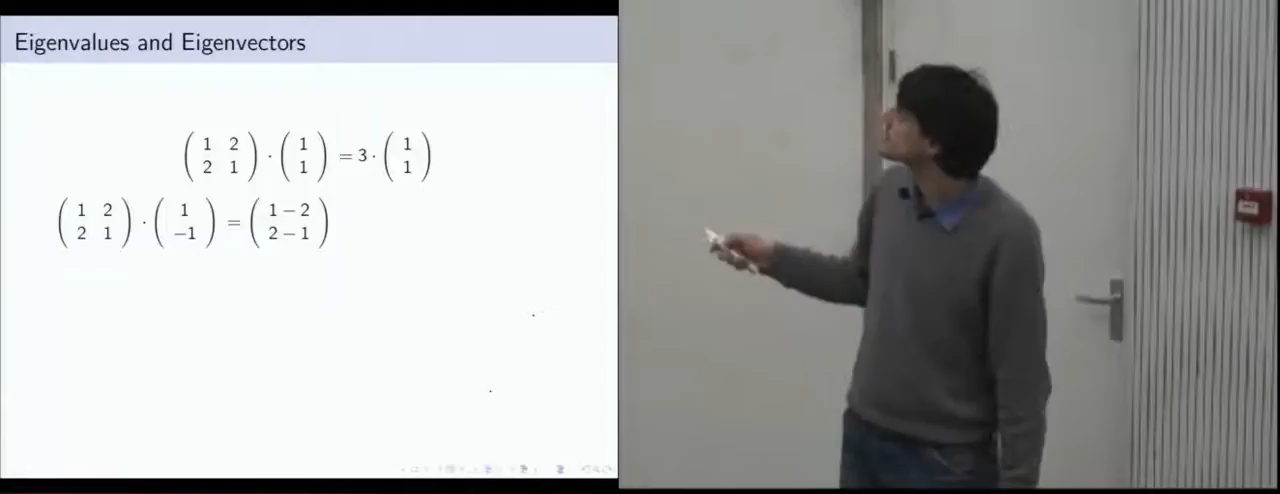 Eigenvalues and Eigenvectors
( 1 2 ; 2 1 ) · ( 1 ; 1 ) = 3 · ( 1 ; 1 )
( 1 2 ; 2 1 ) · ( 1 ; −1 ) = ( 1 − 2 ; 2 − 1 )